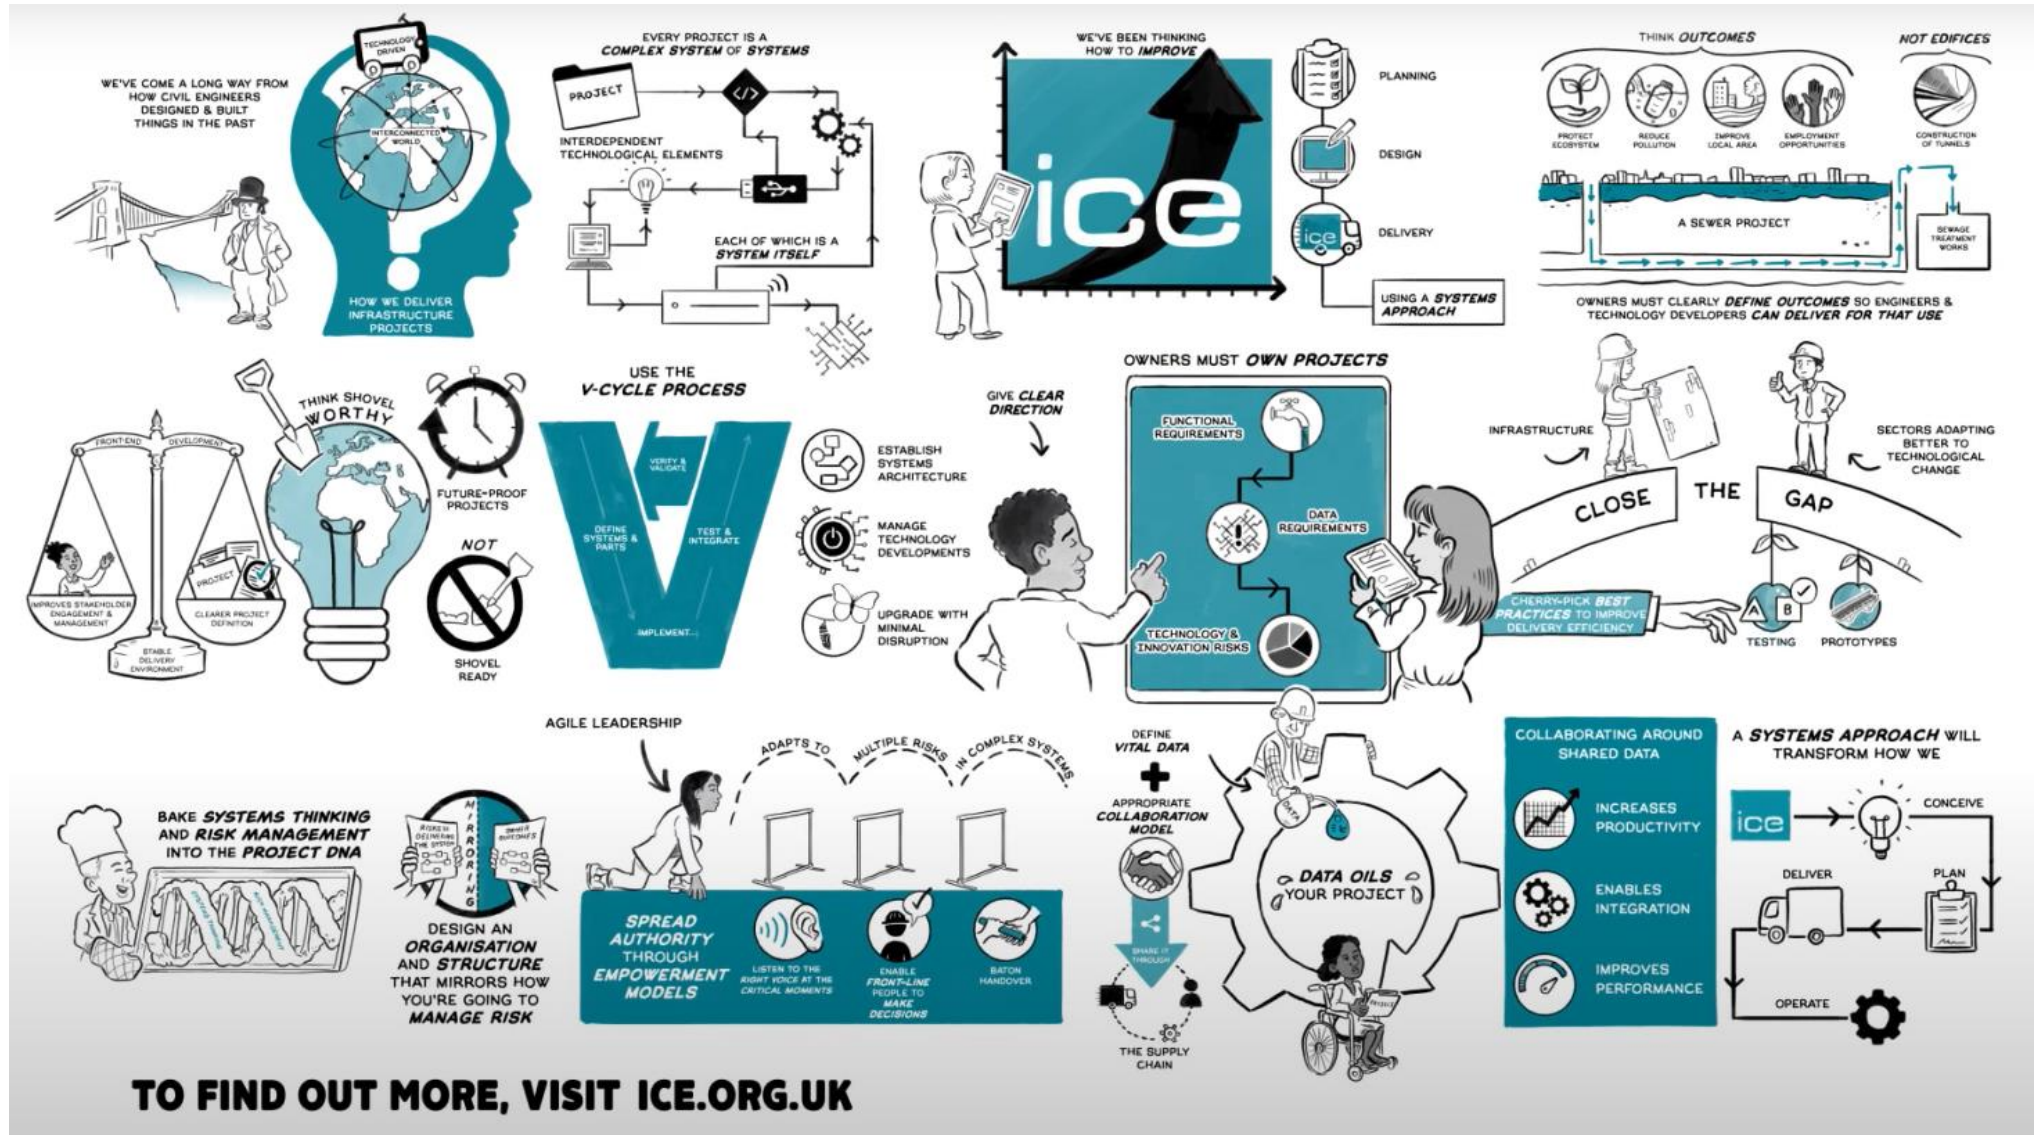 WE'VE COME A LONG WAY FROM
HOW CIVIL ENGINEERS
DESIGNED & BUILT
THINGS IN THE PAST
TECHNOLOGY
DRIVEN
INTERCONNECTED
WORLD
HOW WE DELIVER
INFRASTRUCTURE
PROJECTS
EVERY PROJECT IS A
COMPLEX SYSTEM OF SYSTEMS
PROJECT
</>
INTERDEPENDENT
TECHNOLOGICAL ELEMENTS
EACH OF WHICH IS A
SYSTEM ITSELF
WE'VE BEEN THINKING
HOW TO IMPROVE
ice
PLANNING
DESIGN
ice
DELIVERY
USING A SYSTEMS
APPROACH
THINK OUTCOMES
NOT EDIFICES
PROTECT
ECOSYSTEM
REDUCE
POLLUTION
IMPROVE
LOCAL AREA
EMPLOYMENT
OPPORTUNITIES
CONSTRUCTION
OF TUNNELS
A SEWER PROJECT
SEWAGE
TREATMENT
WORKS
OWNERS MUST CLEARLY DEFINE OUTCOMES SO ENGINEERS &
TECHNOLOGY DEVELOPERS CAN DELIVER FOR THAT USE
FRONT-END DEVELOPMENT
IMPROVES STAKEHOLDER
ENGAGEMENT &
MANAGEMENT
PROJECT
CLEARER PROJECT
DEFINITION
STABLE
DELIVERY
ENVIRONMENT
THINK SHOVEL
WORTHY
FUTURE-PROOF
PROJECTS
NOT
SHOVEL
READY
USE THE
V-CYCLE PROCESS
VERIFY &
VALIDATE
DEFINE
SYSTEMS &
PARTS
TEST &
INTEGRATE
IMPLEMENT
ESTABLISH
SYSTEMS
ARCHITECTURE
MANAGE
TECHNOLOGY
DEVELOPMENTS
UPGRADE WITH
MINIMAL
DISRUPTION
OWNERS MUST OWN PROJECTS
GIVE CLEAR
DIRECTION
FUNCTIONAL
REQUIREMENTS
DATA
REQUIREMENTS
TECHNOLOGY &
INNOVATION RISKS
INFRASTRUCTURE
SECTORS ADAPTING
BETTER TO
TECHNOLOGICAL
CHANGE
CLOSE THE GAP
CHERRY-PICK BEST
PRACTICES TO IMPROVE
DELIVERY EFFICIENCY
A B
TESTING
PROTOTYPES
BAKE SYSTEMS THINKING
AND RISK MANAGEMENT
INTO THE PROJECT DNA
SYSTEMS THINKING
RISK MANAGEMENT
MIRRORING
RISKS IN
DELIVERING
THE SYSTEM
OWNER
OUTCOMES
DESIGN AN
ORGANISATION
AND STRUCTURE
THAT MIRRORS HOW
YOU'RE GOING TO
MANAGE RISK
AGILE LEADERSHIP
ADAPTS TO
MULTIPLE RISKS
IN COMPLEX SYSTEMS
SPREAD
AUTHORITY
THROUGH
EMPOWERMENT
MODELS
LISTEN TO THE
RIGHT VOICE AT THE
CRITICAL MOMENTS
ENABLE
FRONT-LINE
PEOPLE TO
MAKE
DECISIONS
BATON
HANDOVER
DEFINE
VITAL DATA
+
APPROPRIATE
COLLABORATION
MODEL
SHARE IT
THROUGH
THE SUPPLY
CHAIN
DATA
DATA OILS
YOUR PROJECT
PROJECT
COLLABORATING AROUND
SHARED DATA
INCREASES
PRODUCTIVITY
ENABLES
INTEGRATION
IMPROVES
PERFORMANCE
A SYSTEMS APPROACH WILL
TRANSFORM HOW WE
ice
CONCEIVE
PLAN
DELIVER
OPERATE
TO FIND OUT MORE, VISIT ICE.ORG.UK